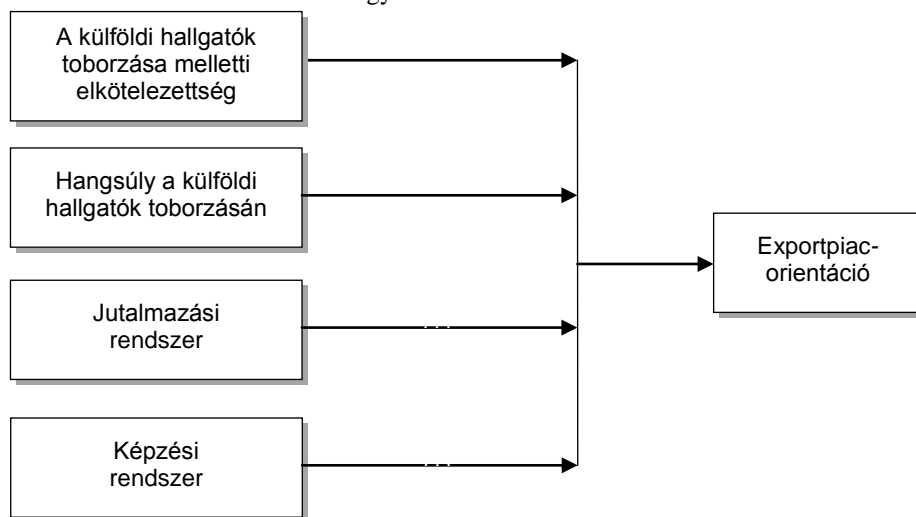 A külföldi hallgatók
toborzása melletti
elkötelezettség
Hangsúly a külföldi
hallgatók toborzásán
Exportpiac-
orientáció
Jutalmazási
rendszer
Képzési
rendszer